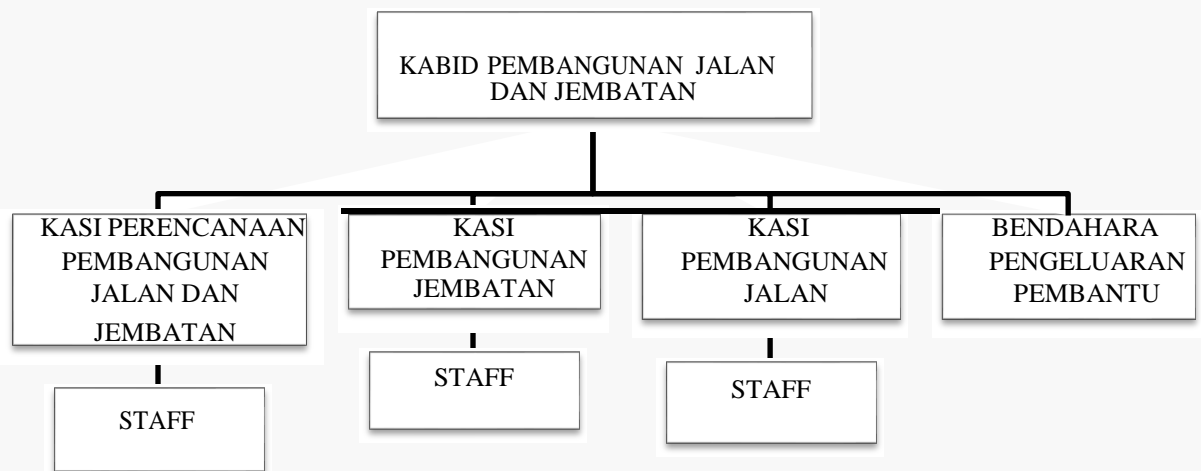 KABID PEMBANGUNAN JALAN
DAN JEMBATAN
KASI PERENCANAAN
PEMBANGUNAN
JALAN DAN
JEMBATAN
KASI
PEMBANGUNAN
JEMBATAN
KASI
PEMBANGUNAN
JALAN
BENDAHARA
PENGELUARAN
PEMBANTU
STAFF
STAFF
STAFF